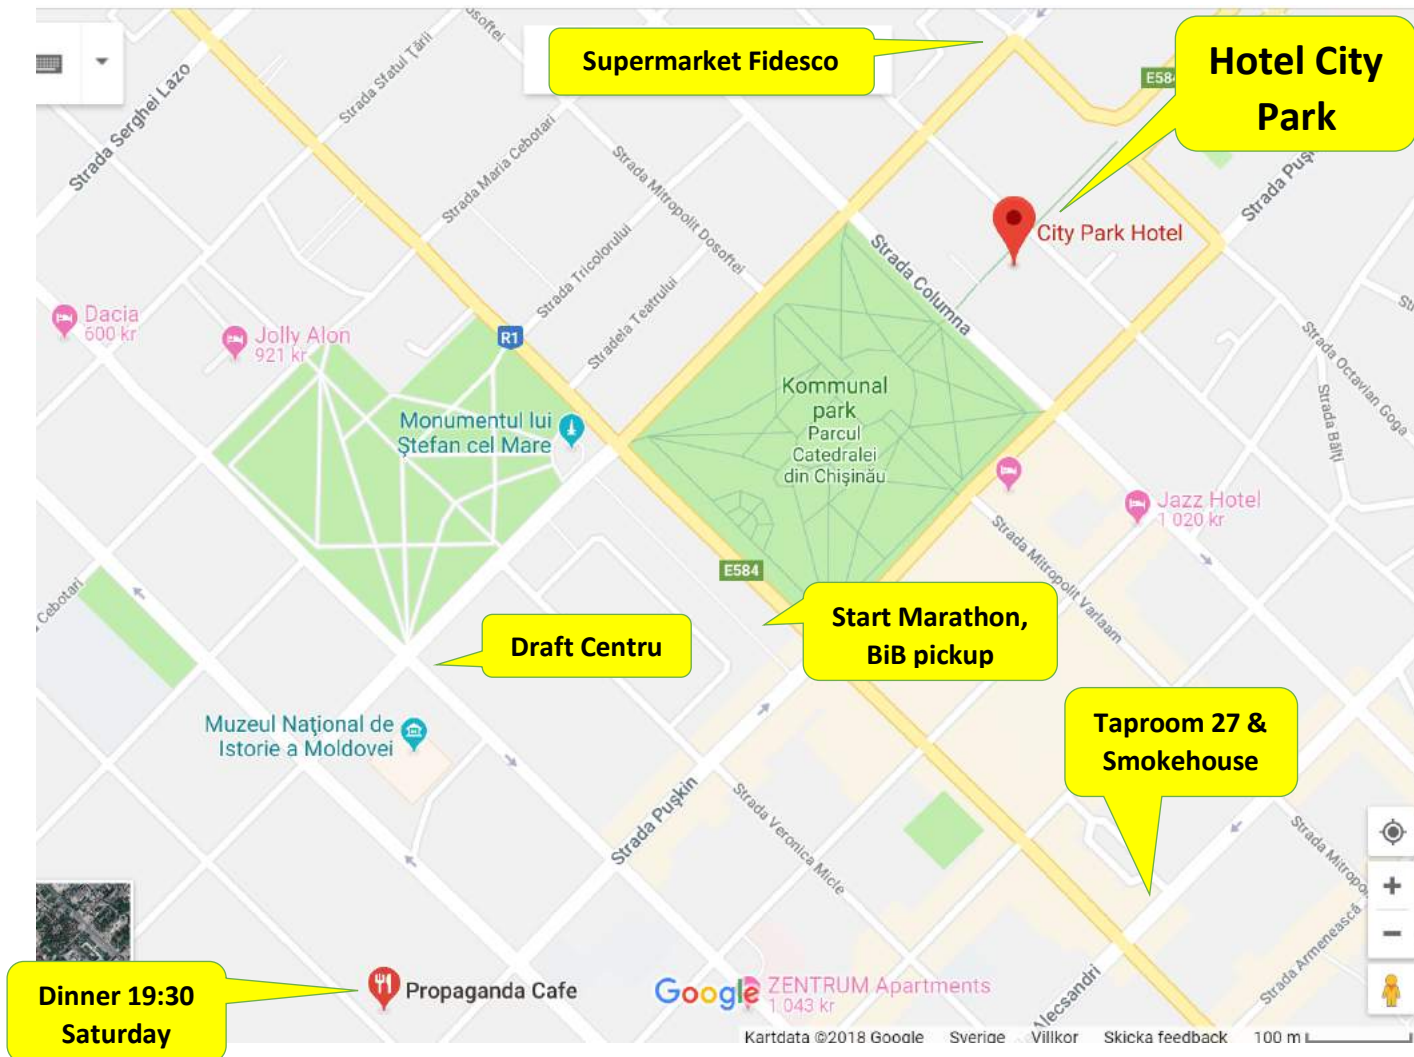 Supermarket Fidesco
Hotel City
Park
E584
Strada Serghei Lazo
Strada Sfatul Țării
Dosoftei
Strada Maria Cebotari
Strada Mitropolit Dosoftei
Strada Tricolorului
Stradela Teatrului
Strada Columna
City Park Hotel
Strada Octavian Goga
Strada Bălți
Dacia
600 kr
Jolly Alon
921 kr
R1
Monumentul lui
Ștefan cel Mare
Kommunal
park
Parcul
Catedralei
din Chișinău
Jazz Hotel
1 020 kr
Strada Mitropolit Varlaam
E584
Cebotari
Start Marathon,
BiB pickup
Draft Centru
Taproom 27 &
Smokehouse
Muzeul Național de
Istorie a Moldovei
Strada Pușkin
Strada Veronica Micle
Strada Armenească
Alecsandri
Dinner 19:30
Saturday
Propaganda Cafe
Google
ZENTRUM Apartments
1 043 kr
Kartdata ©2018 Google Sverige Villkor Skicka feedback 100 m